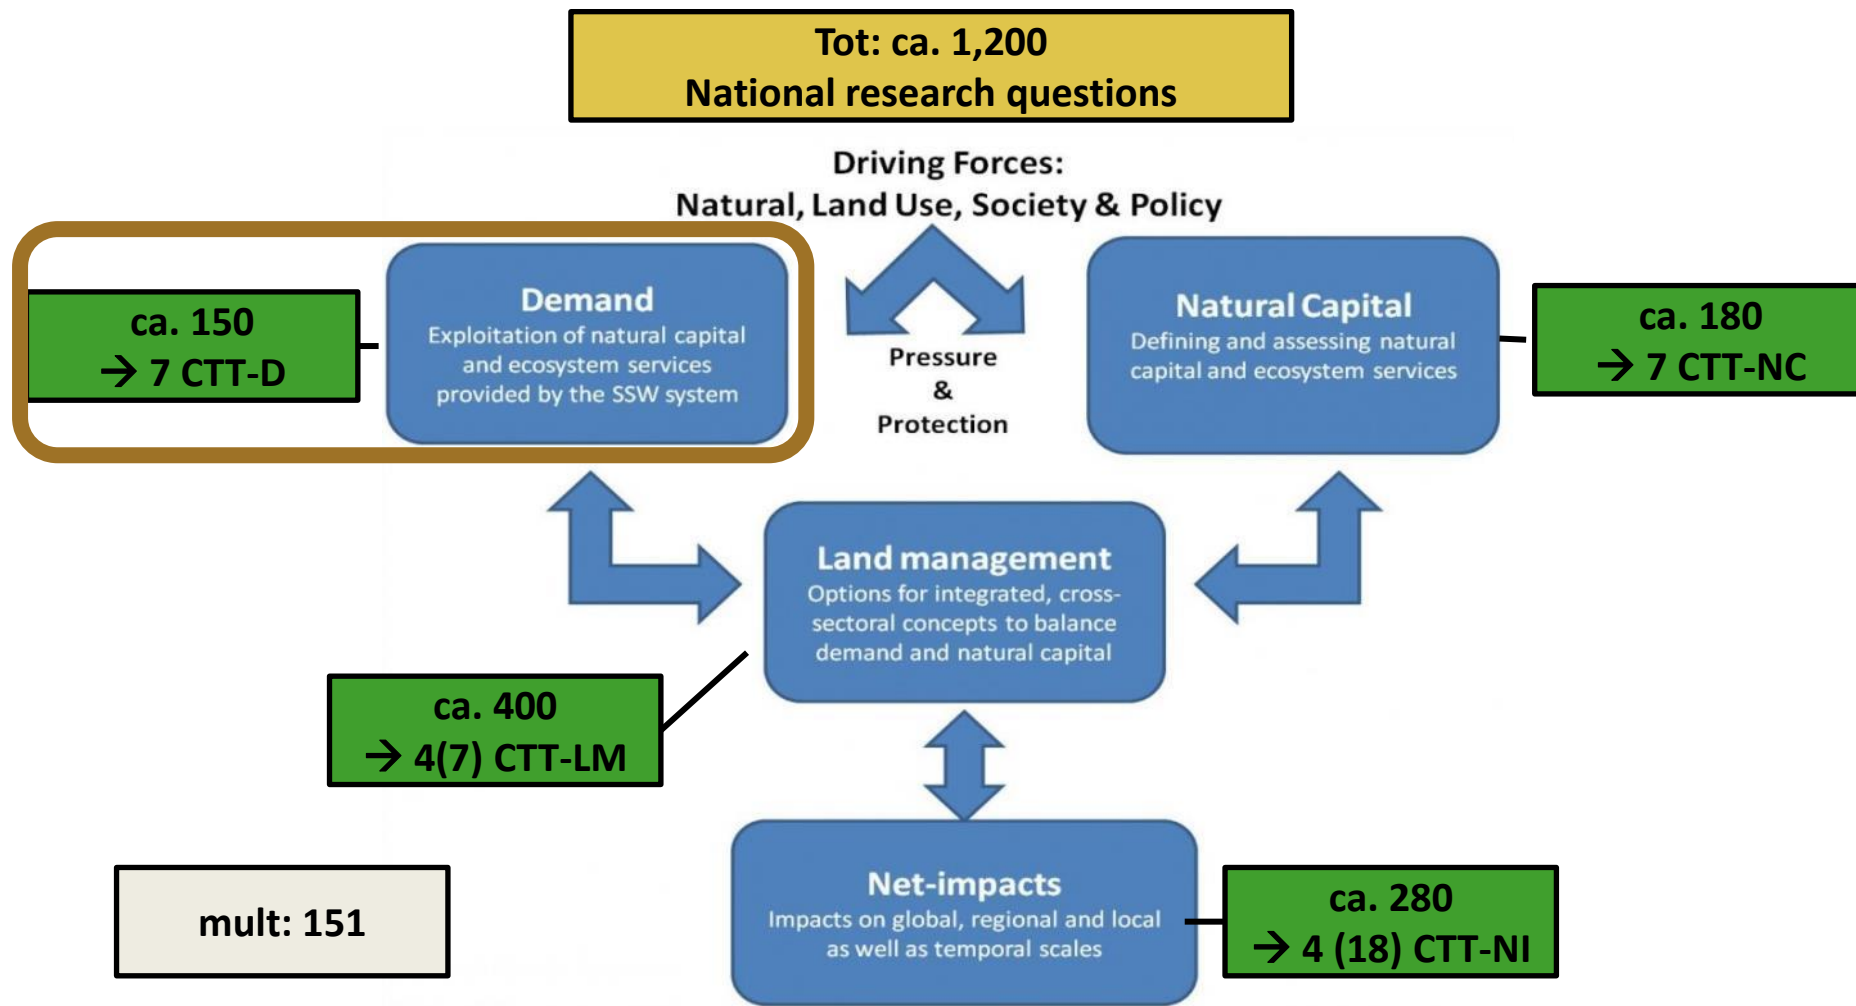 Tot: ca. 1,200
National research questions
Driving Forces:
Natural, Land Use, Society & Policy
Demand
Exploitation of natural capital
and ecosystem services
provided by the SSW system
ca. 150
→ 7 CTT-D
Pressure
&
Protection
Natural Capital
Defining and assessing natural
capital and ecosystem services
ca. 180
→ 7 CTT-NC
Land management
Options for integrated, cross-
sectoral concepts to balance
demand and natural capital
ca. 400
→ 4(7) CTT-LM
Net-impacts
Impacts on global, regional and local
as well as temporal scales
ca. 280
→ 4 (18) CTT-NI
mult: 151